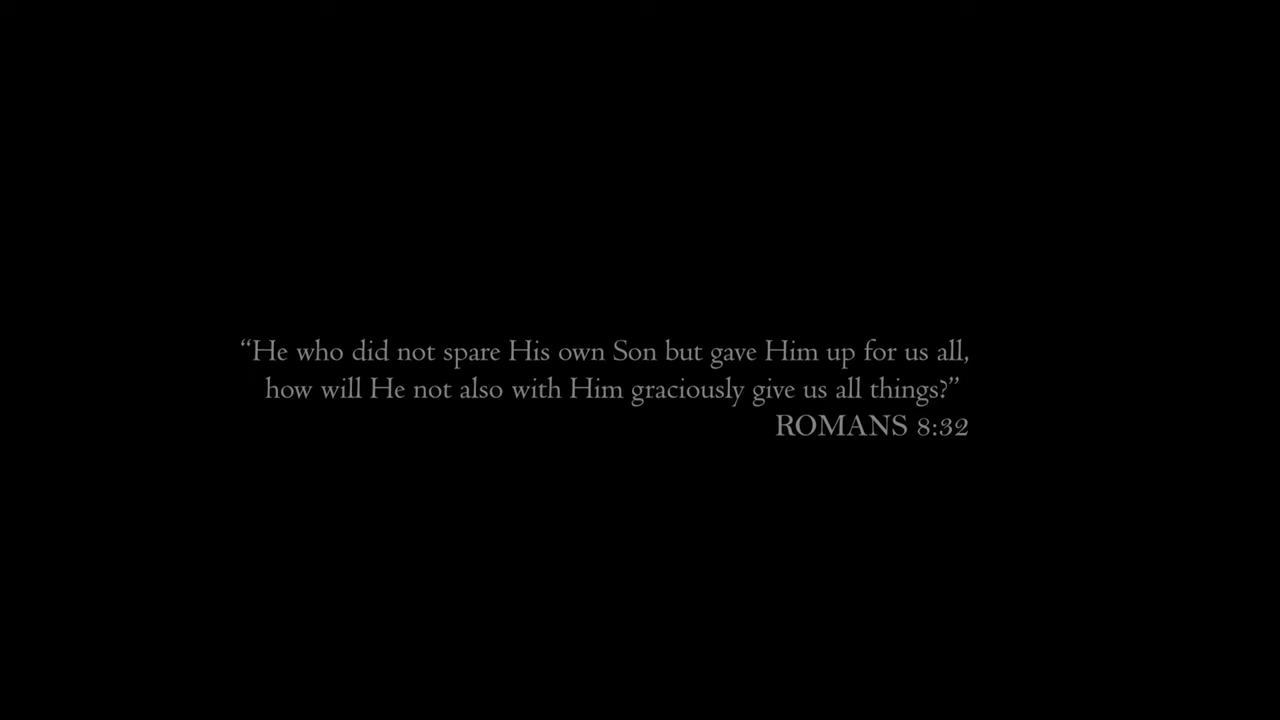 “He who did not spare His own Son but gave Him up for us all,
how will He not also with Him graciously give us all things?”
ROMANS 8:32